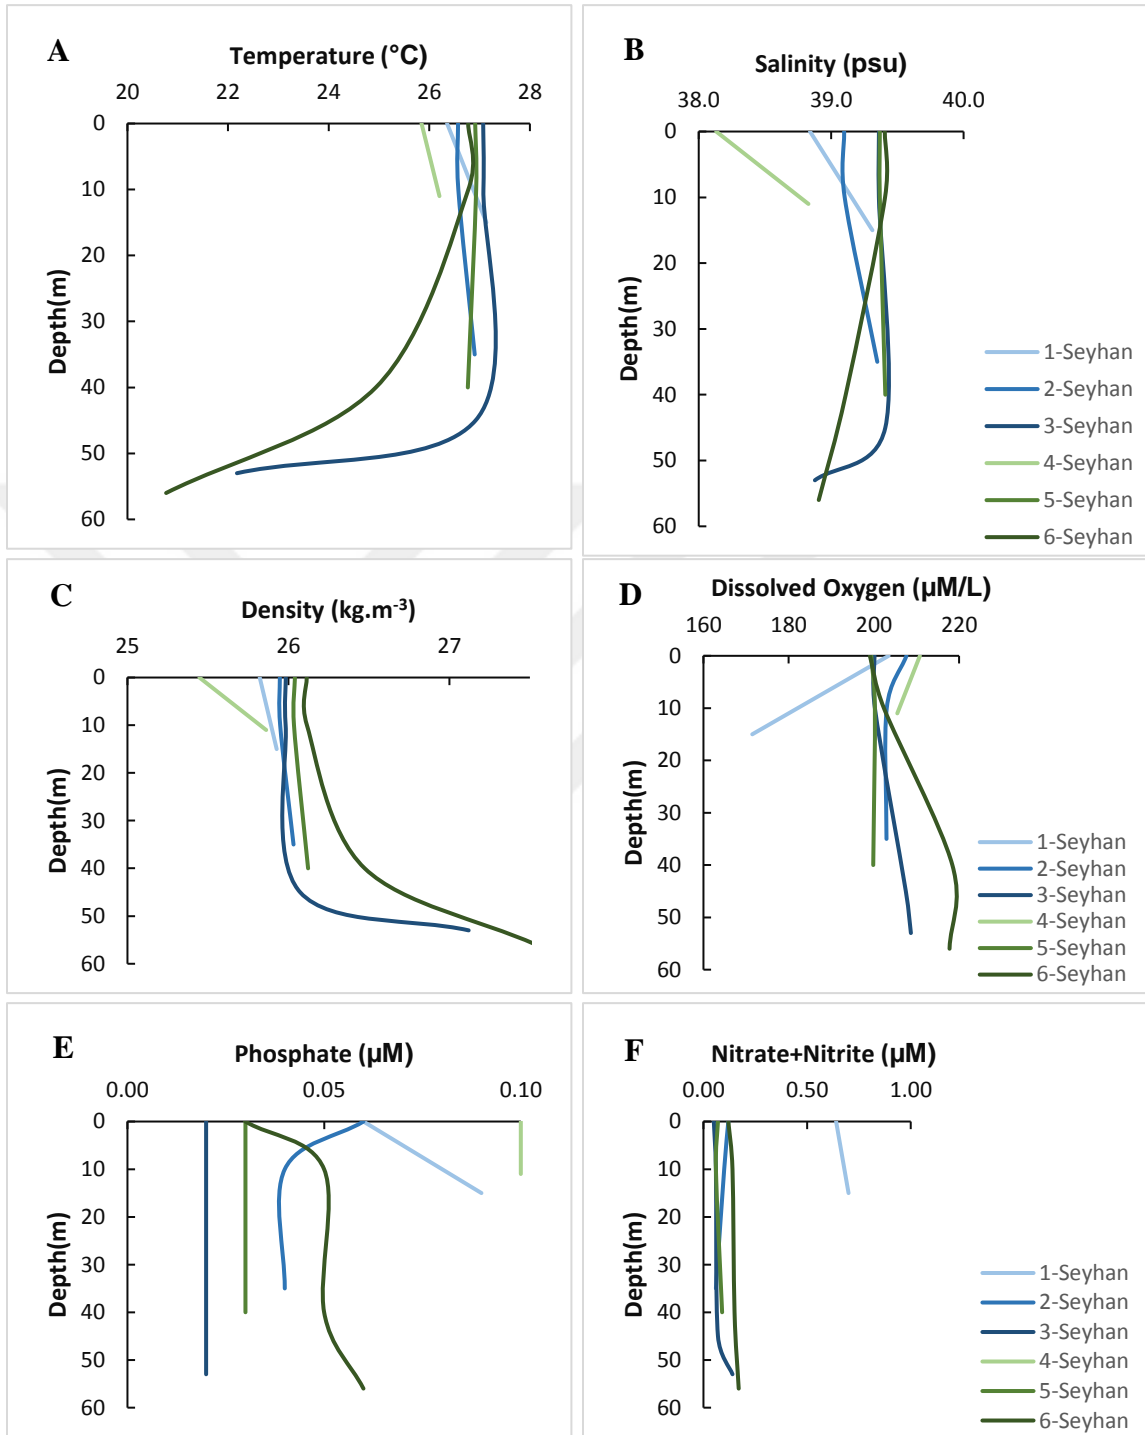 A
Temperature (°C)
20 22 24 26 28
0
10
20
30
40
50
60
Depth(m)
B
Salinity (psu)
38.0 39.0 40.0
0
10
20
30
40
50
60
Depth(m)
1-Seyhan
2-Seyhan
3-Seyhan
4-Seyhan
5-Seyhan
6-Seyhan
C
Density (kg.m-3)
25 26 27
0
10
20
30
40
50
60
Depth(m)
D
Dissolved Oxygen (µM/L)
160 180 200 220
0
10
20
30
40
50
60
Depth(m)
1-Seyhan
2-Seyhan
3-Seyhan
4-Seyhan
5-Seyhan
6-Seyhan
E
Phosphate (µM)
0.00 0.05 0.10
0
10
20
30
40
50
60
Depth(m)
F
Nitrate+Nitrite (µM)
0.00 0.50 1.00
0
10
20
30
40
50
60
Depth(m)
1-Seyhan
2-Seyhan
3-Seyhan
4-Seyhan
5-Seyhan
6-Seyhan